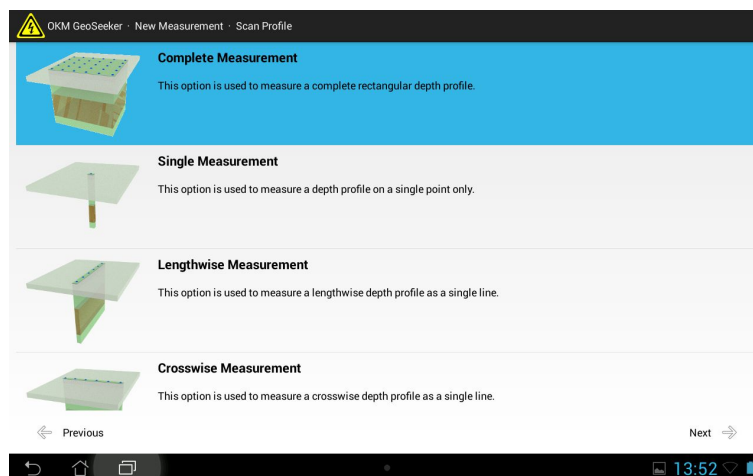 OKM GeoSeeker · New Measurement · Scan Profile
Complete Measurement
This option is used to measure a complete rectangular depth profile.
Single Measurement
This option is used to measure a depth profile on a single point only.
Lengthwise Measurement
This option is used to measure a lengthwise depth profile as a single line.
Crosswise Measurement
This option is used to measure a crosswise depth profile as a single line.
Previous
Next
13:52